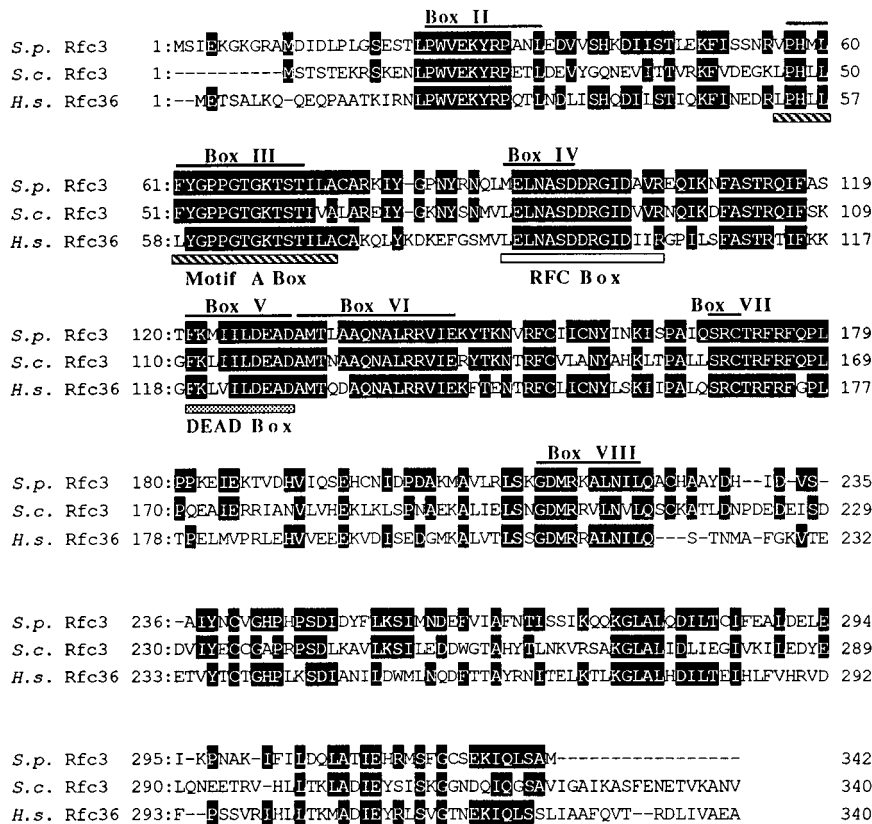 Box II
S.p. Rfc3 1:MSIEKGKGRAMDIDLPLGSESTLPWVEKYRPANLEDVVSHKDIISTLEKFISSNRVPHML 60
S.c. Rfc3 1:----------MSTSTEKRSKENLPWVEKYRPETLDEVYGQNEVITTVRKFVDEGKLPHLL 50
H.s. Rfc36 1:--METSALKQ-QEQPAATKIRNLPWVEKYRPQTLNDLISHQDILSTIQKFINEDRLPHLL 57
Box III Box IV
S.p. Rfc3 61:FYGPPGTGKTSTILACARKIY-GPNYRNQLMELNASDDRGIDAVREQIKNFASTRQIFAS 119
S.c. Rfc3 51:FYGPPGTGKTSTIVALAREIY-GKNYSNMVLELNASDDRGIDVVRNQIKDFASTRQIFSK 109
H.s. Rfc36 58:LYGPPGTGKTSTILACAKQLYKDKEFGSMVLELNASDDRGIDIIRGPILSFASTRTIFKK 117
Motif A Box RFC Box
Box V Box VI Box VII
S.p. Rfc3 120:TFKMIILDEADAMTLAAQNALRRVIEKYTKNVRFCIICNYINKISPAIQSRCTRFRFQPL 179
S.c. Rfc3 110:GFKLIILDEADAMTNAAQNALRRVIERYTKNTRFCVLANYAHKLTPALLSRCTRFRFQPL 169
H.s. Rfc36 118:GFKLVILDEADAMTQDAQNALRRVIEKFTENTRFCLICNYLSKIIPALQSRCTRFRFGPL 177
DEAD Box
Box VIII
S.p. Rfc3 180:PPKEIEKTVDHVIQSEHCNIDPDAKMAVLRLSKGDMRKALNILQACHAAYDH--ID-VS- 235
S.c. Rfc3 170:PQEAIERRIANVLVHEKLKLSPNAEKALIELSNGDMRRVLNVLQSCKATLDNPDEDEISD 229
H.s. Rfc36 178:TPELMVPRLEHVVEEEKVDISEDGMKALVTLSSGDMRRALNILQ---S-TNMA-FGKVTE 232
S.p. Rfc3 236:-AIYNCVGHPHPSDIDYFLKSIMNDEFVIAFNTISSIKQQKGLALQDILTCIFEALDELE 294
S.c. Rfc3 230:DVIYECCGAPRPSDLKAVLKSILEDDWGTAHYTLNKVRSAKGLALIDLIEGIVKILEDYE 289
H.s. Rfc36 233:ETVYTCTGHPLKSDIANILDWMLNQDFTTAYRNITELKTLKGLALHDILTEIHLFVHRVD 292
S.p. Rfc3 295:I-KPNAK-IFILDQLATIEHRMSFGCSEKIQLSAM-------------- 342
S.c. Rfc3 290:LQNEETRV-HLLTKLADIEYSISKGGNDQIQGSAVIGAIKASFENETVKANV 340
H.s. Rfc36 293:F--PSSVRIHLLTKMADIEYRLSVGTNEKIQLSSLIAAFQVT--RDLIVAEA 340